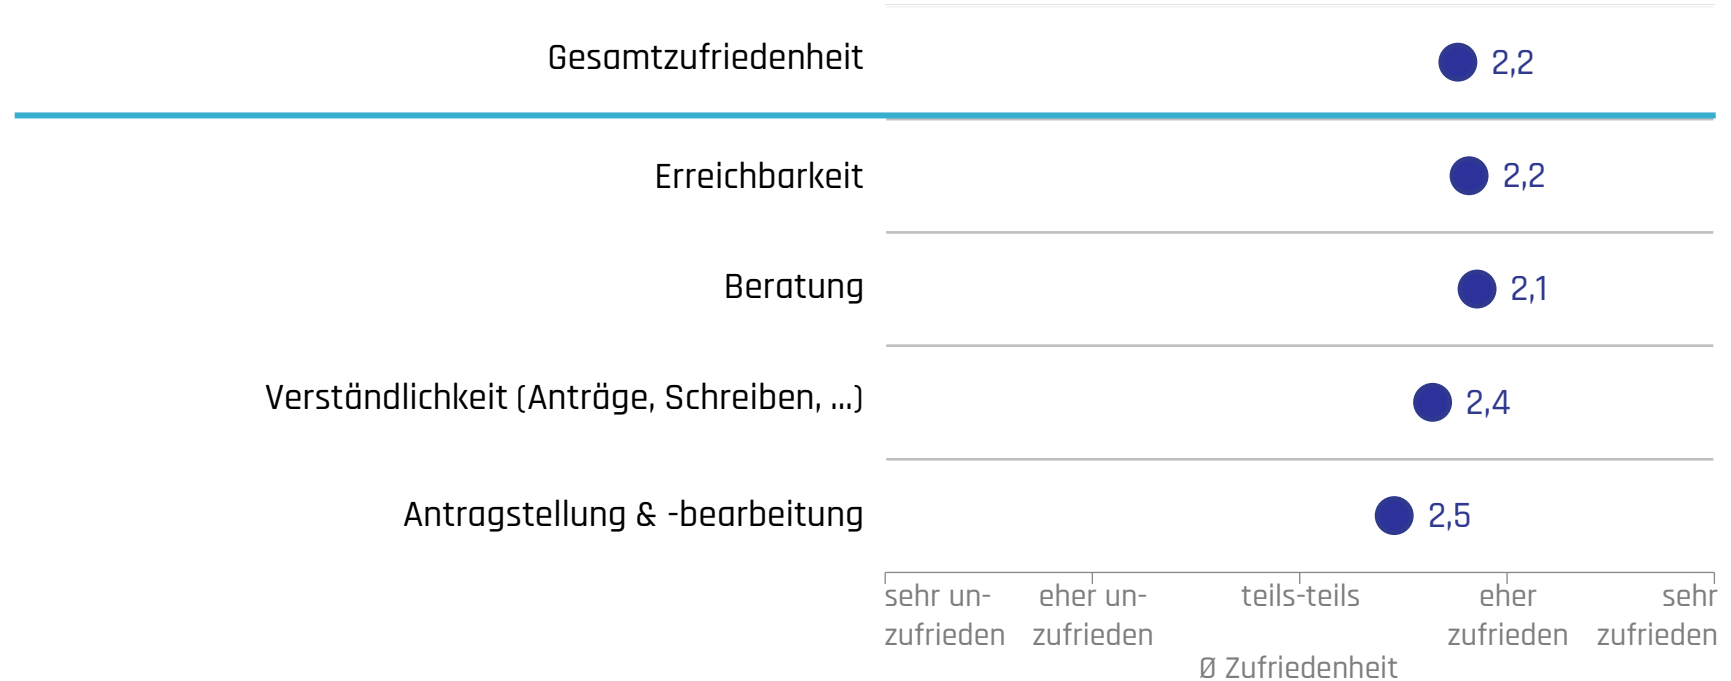 Gesamtzufriedenheit 2,2
Erreichbarkeit 2,2
Beratung 2,1
Verständlichkeit (Anträge, Schreiben, ...) 2,4
Antragstellung & -bearbeitung 2,5
sehr un- eher un- teils-teils eher sehr
zufrieden zufrieden zufrieden zufrieden
Ø Zufriedenheit